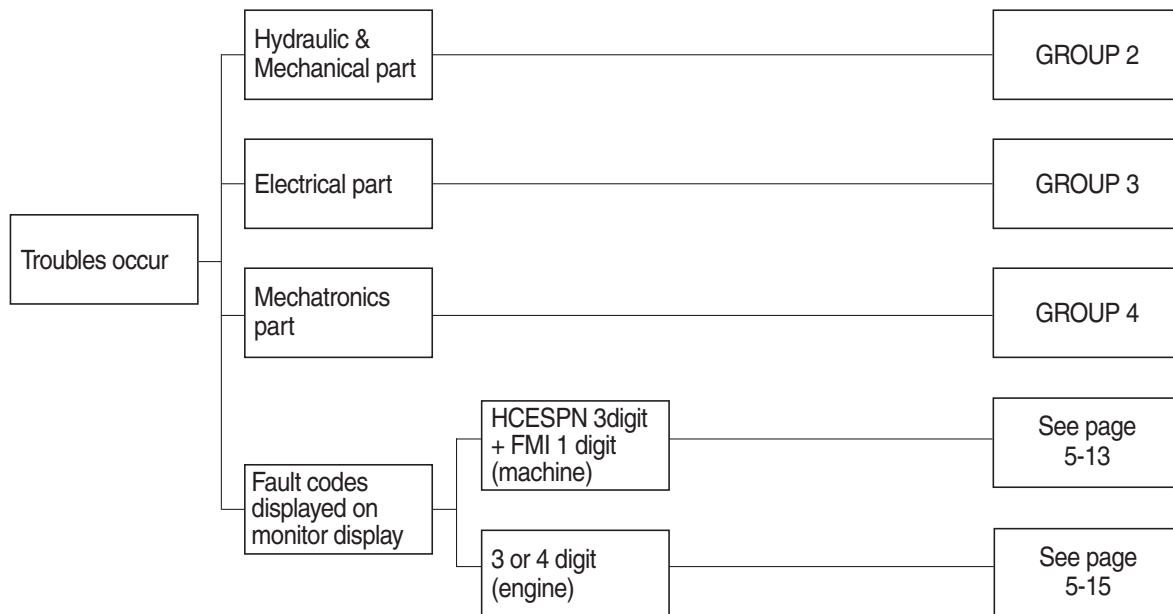 Troubles occur
Hydraulic &
Mechanical part
GROUP 2
Electrical part
GROUP 3
Mechatronics
part
GROUP 4
Fault codes
displayed on
monitor display
HCESPN 3digit
+ FMI 1 digit
(machine)
See page
5-13
3 or 4 digit
(engine)
See page
5-15